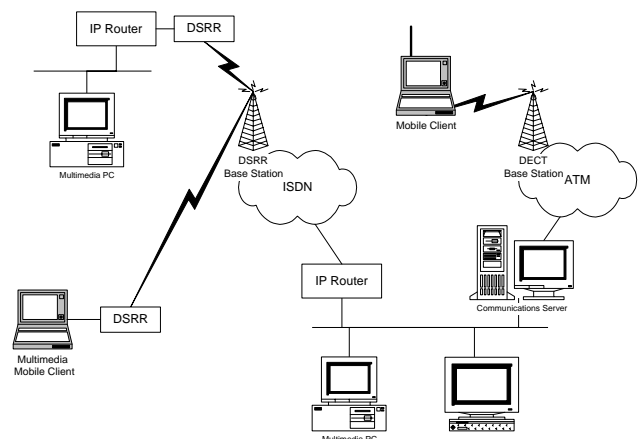 IP Router
DSRR
Multimedia PC
Mobile Client
DSRR
Base Station
ISDN
DECT
Base Station
ATM
IP Router
Communications Server
DSRR
Multimedia
Mobile Client
Multimedia PC